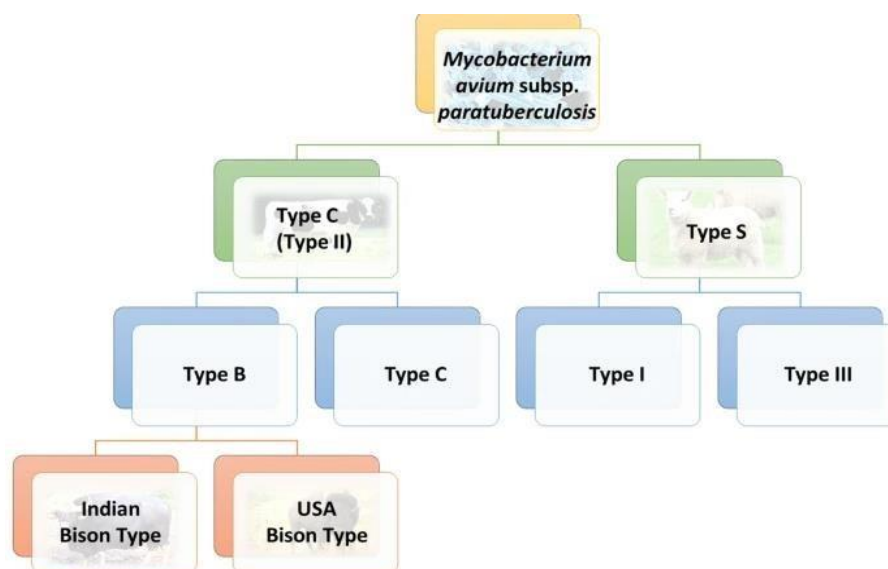 Mycobacterium
avium subsp.
paratuberculosis
Type C
(Type II)
Type S
Type B
Type C
Type I
Type III
Indian
Bison Type
USA
Bison Type